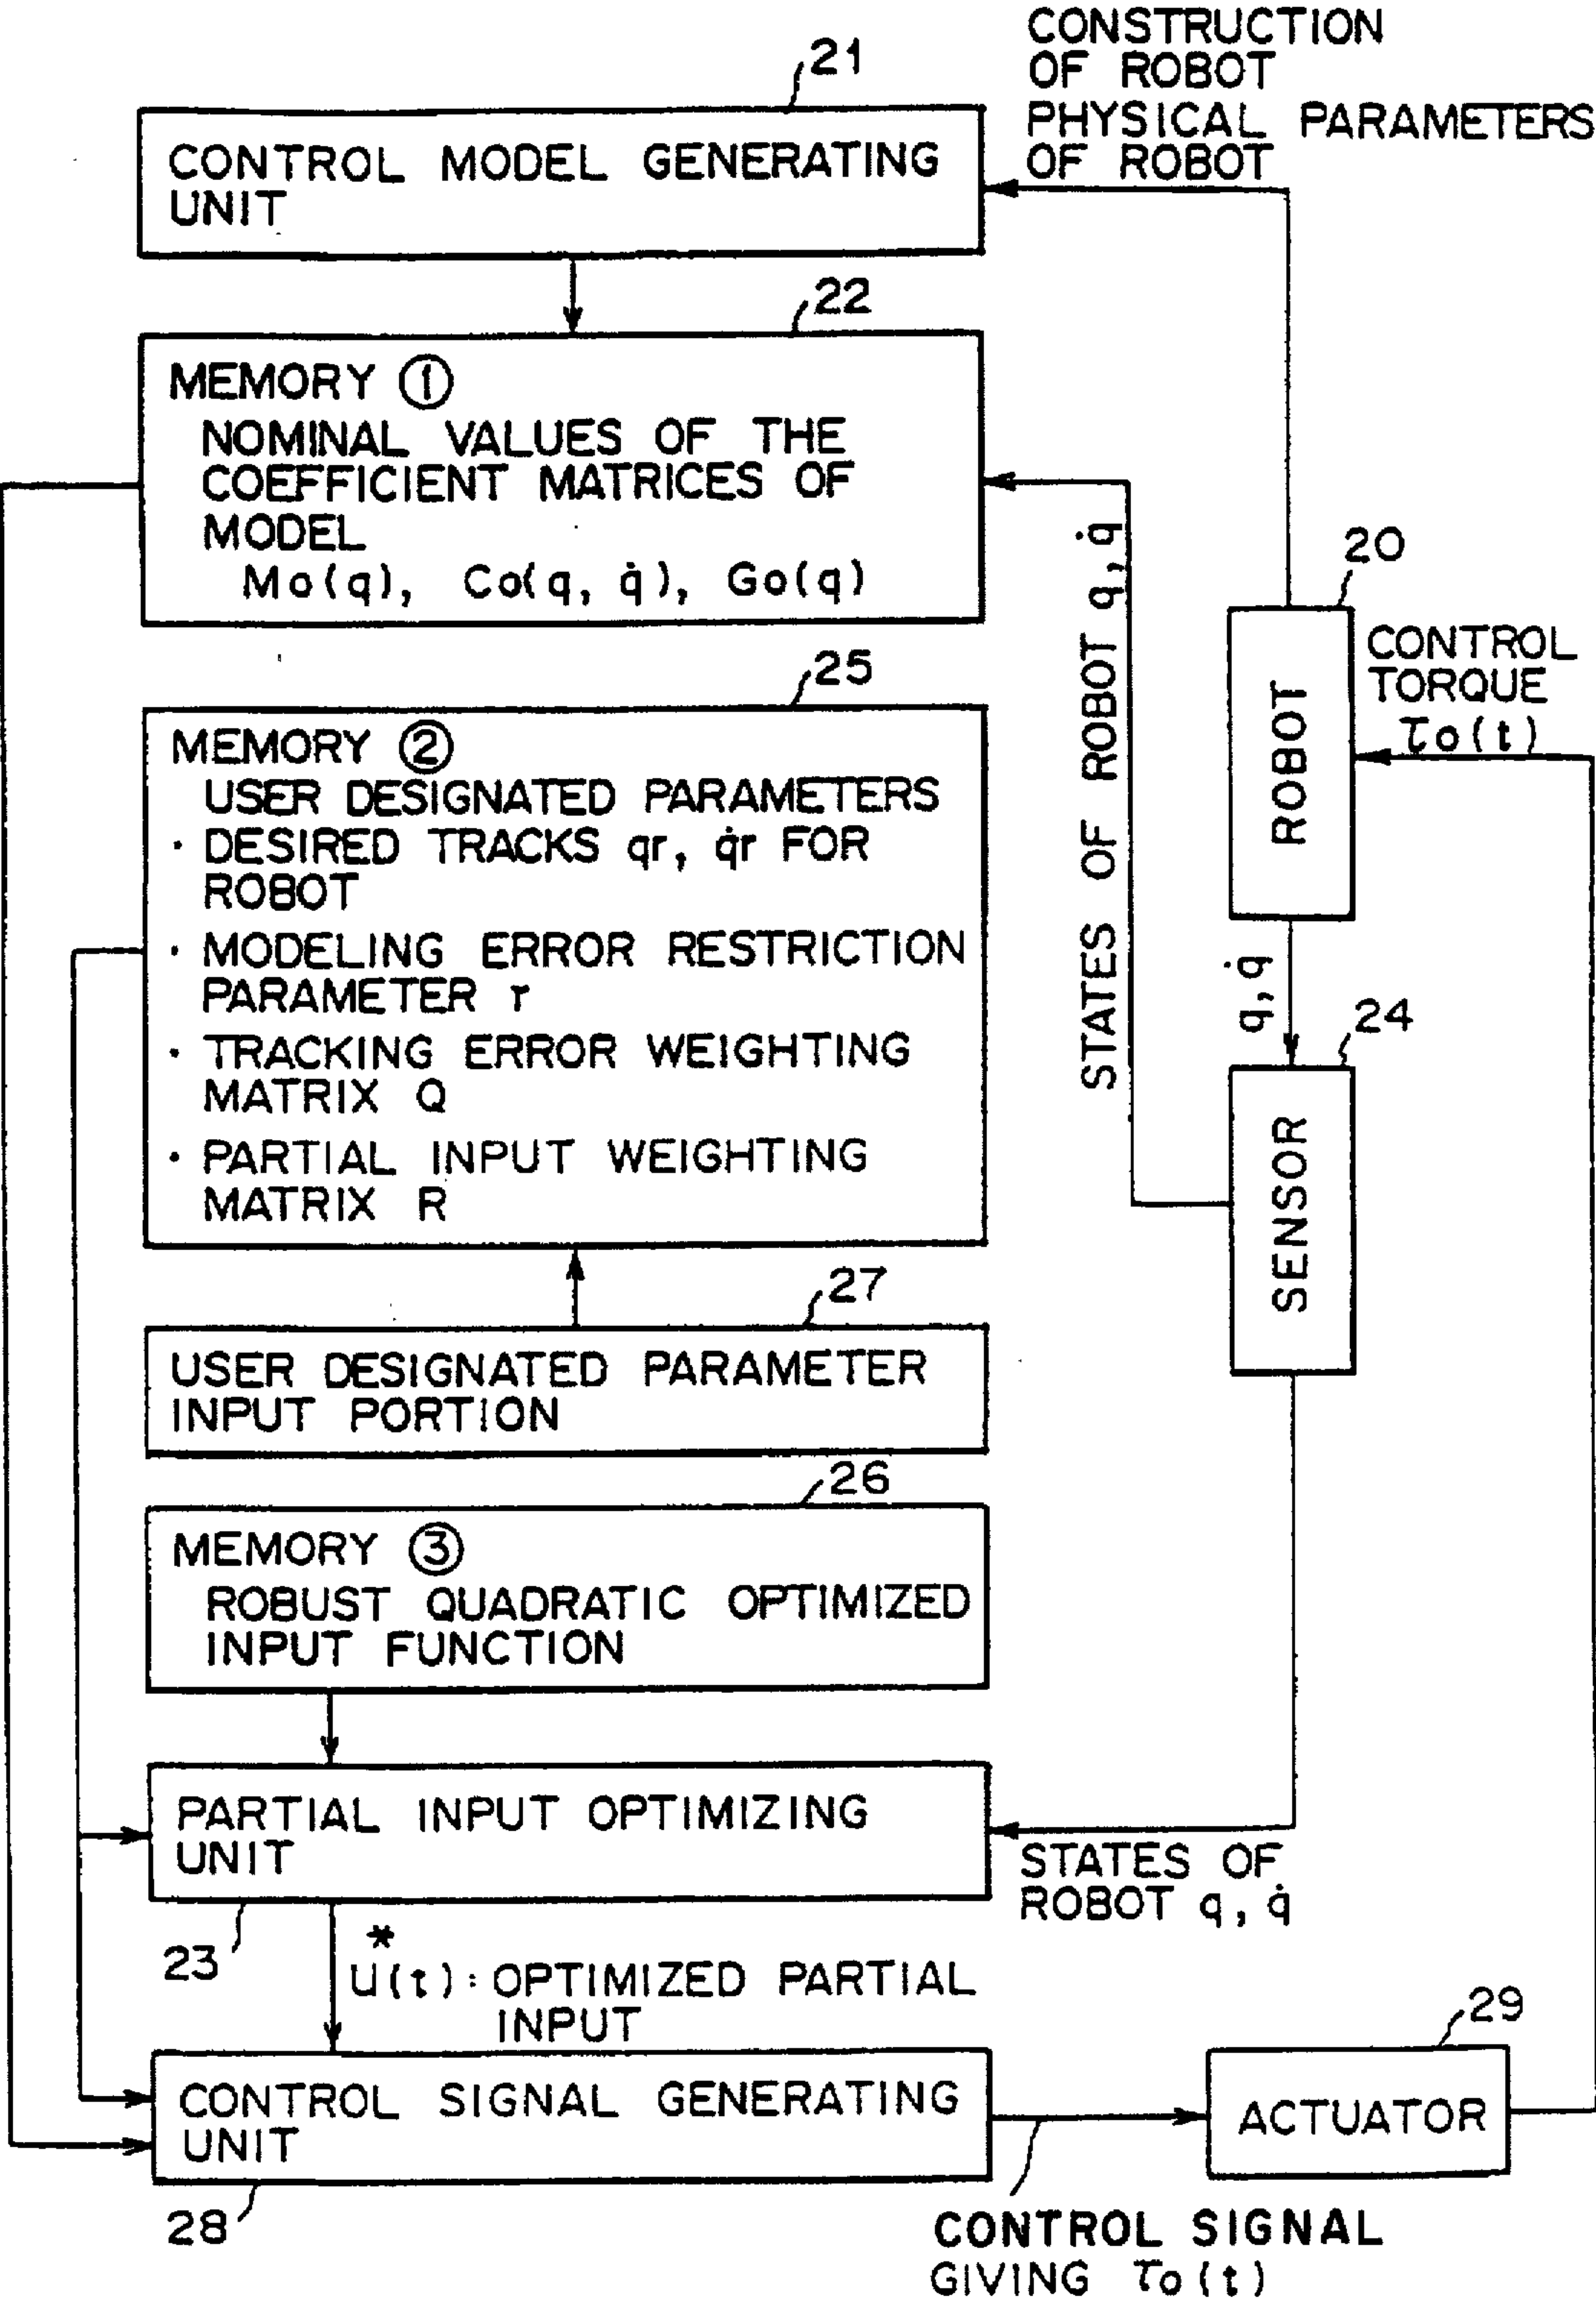 21
CONSTRUCTION
OF ROBOT
PHYSICAL PARAMETERS
OF ROBOT
CONTROL MODEL GENERATING
UNIT
22
MEMORY ①
NOMINAL VALUES OF THE
COEFFICIENT MATRICES OF
MODEL
Mo(q), Co(q, q̇), Go(q)
STATES OF ROBOT q, q̇
20
ROBOT
CONTROL
TORQUE
τo(t)
25
MEMORY ②
USER DESIGNATED PARAMETERS
· DESIRED TRACKS qr, q̇r FOR
ROBOT
· MODELING ERROR RESTRICTION
PARAMETER r
· TRACKING ERROR WEIGHTING
MATRIX Q
· PARTIAL INPUT WEIGHTING
MATRIX R
q, q̇
24
SENSOR
27
USER DESIGNATED PARAMETER
INPUT PORTION
26
MEMORY ③
ROBUST QUADRATIC OPTIMIZED
INPUT FUNCTION
PARTIAL INPUT OPTIMIZING
UNIT
STATES OF
ROBOT q, q̇
23
*
u(t): OPTIMIZED PARTIAL
INPUT
29
CONTROL SIGNAL GENERATING
UNIT
ACTUATOR
28
CONTROL SIGNAL
GIVING τo(t)